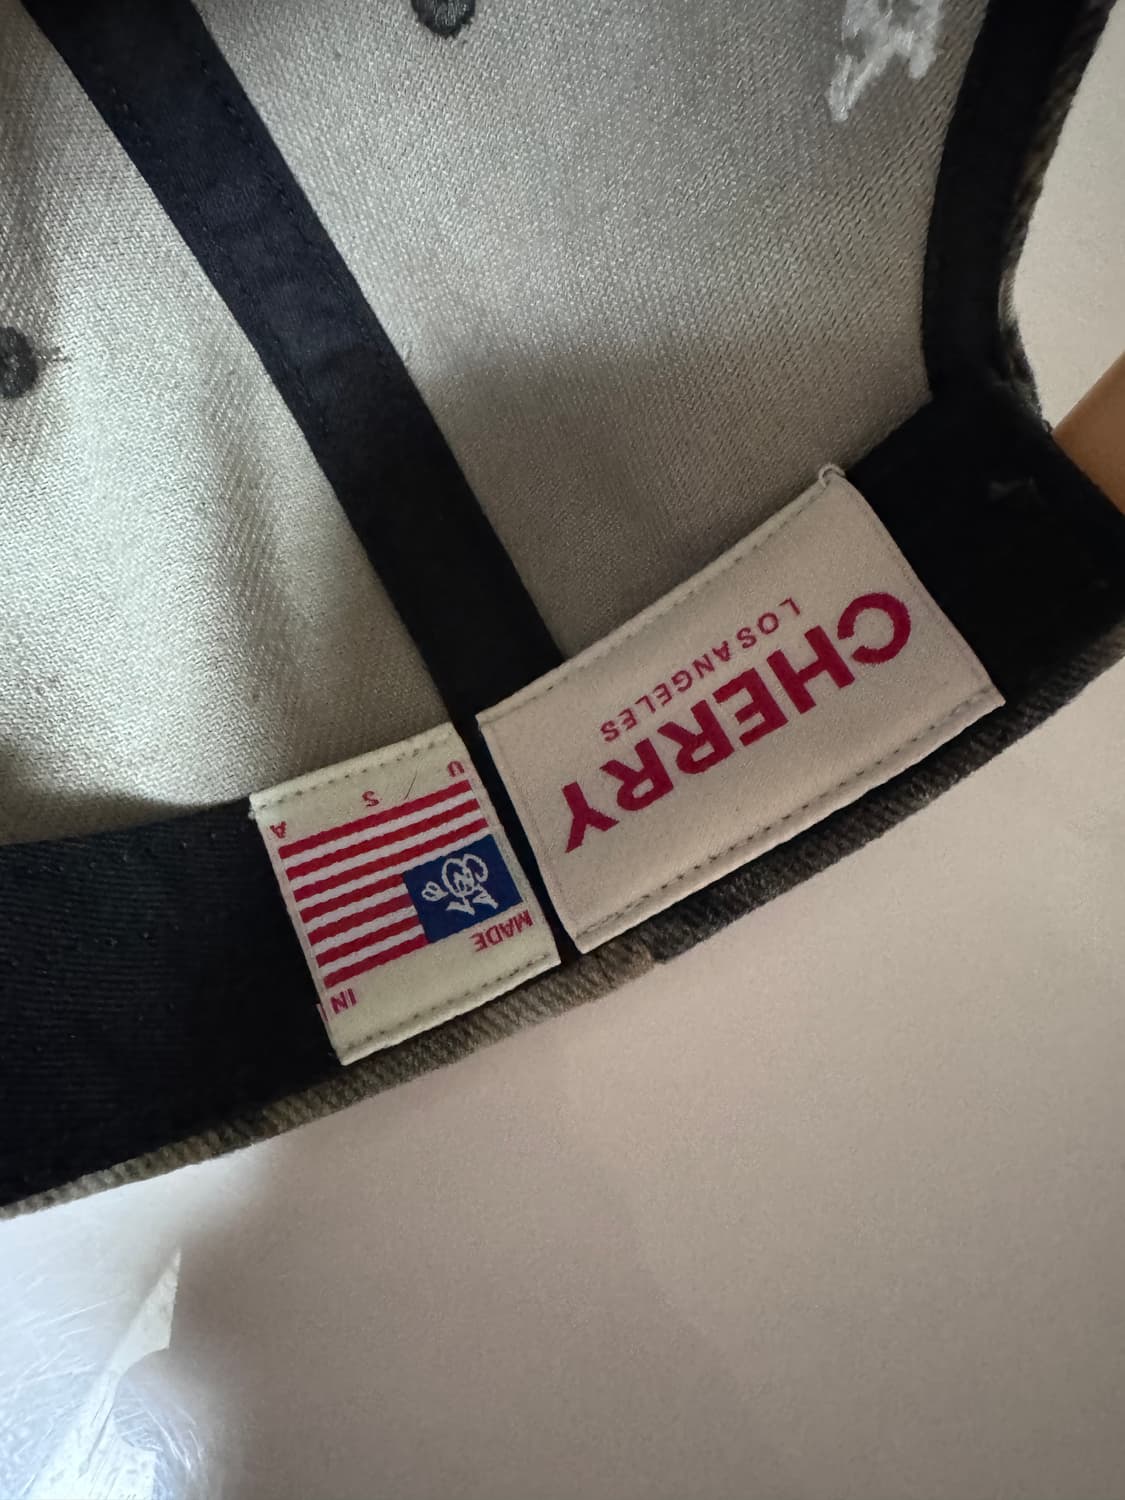 CHERRY
LOS ANGELES
MADE IN
U S A